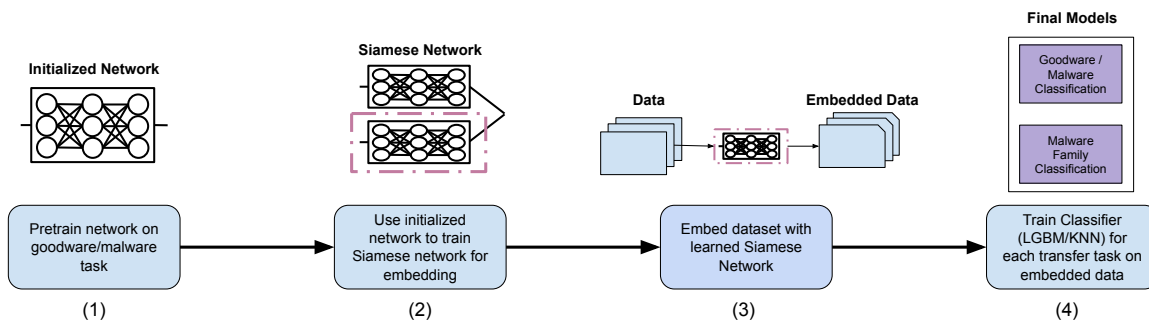 Initialized Network
Siamese Network
Data
Embedded Data
Final Models
Goodware /
Malware
Classification
Malware
Family
Classification
Pretrain network on
goodware/malware
task
Use initialized
network to train
Siamese network for
embedding
Embed dataset with
learned Siamese
Network
Train Classifier
(LGBM/KNN) for
each transfer task on
embedded data
(1)
(2)
(3)
(4)